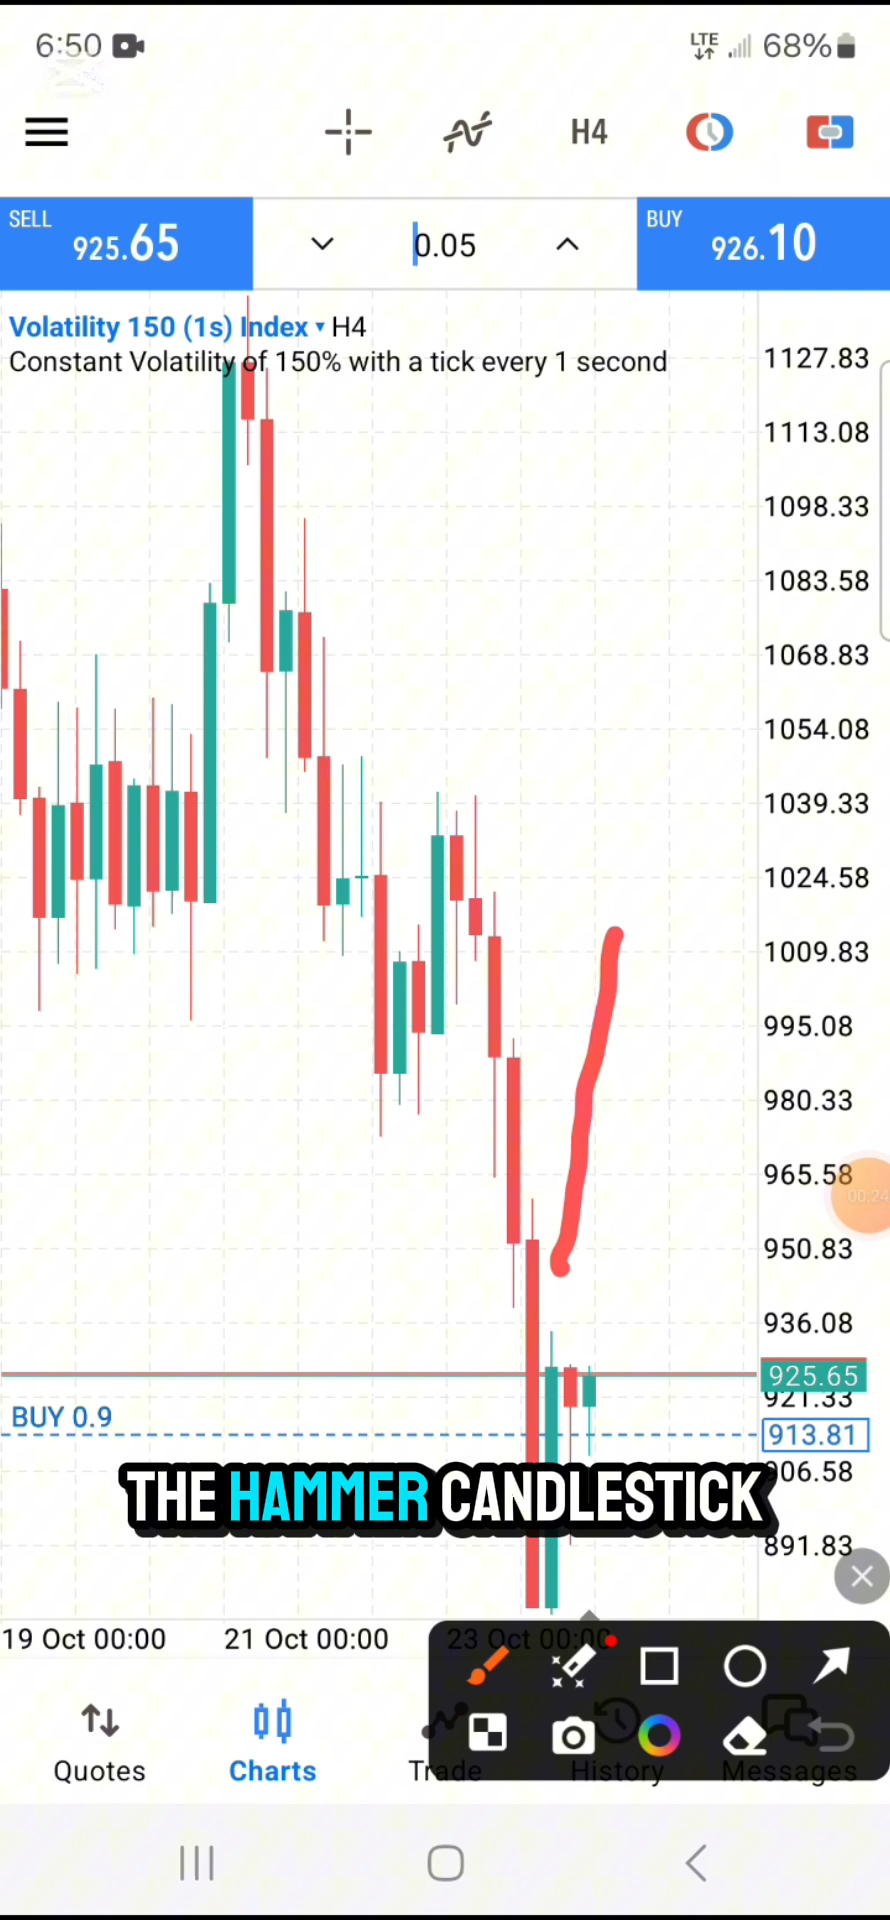 6:50
LTE
68%
H4
SELL
925.65
0.05
BUY
926.10
Volatility 150 (1s) Index ▾ H4
Constant Volatility of 150% with a tick every 1 second
1127.83
1113.08
1098.33
1083.58
1068.83
1054.08
1039.33
1024.58
1009.83
995.08
980.33
965.58
00:24
950.83
936.08
925.65
921.33
BUY 0.9
913.81
906.58
THE HAMMER CANDLESTICK
891.83
19 Oct 00:00
21 Oct 00:00
23 Oct 00:00
Quotes
Charts
Trade
History
Messages